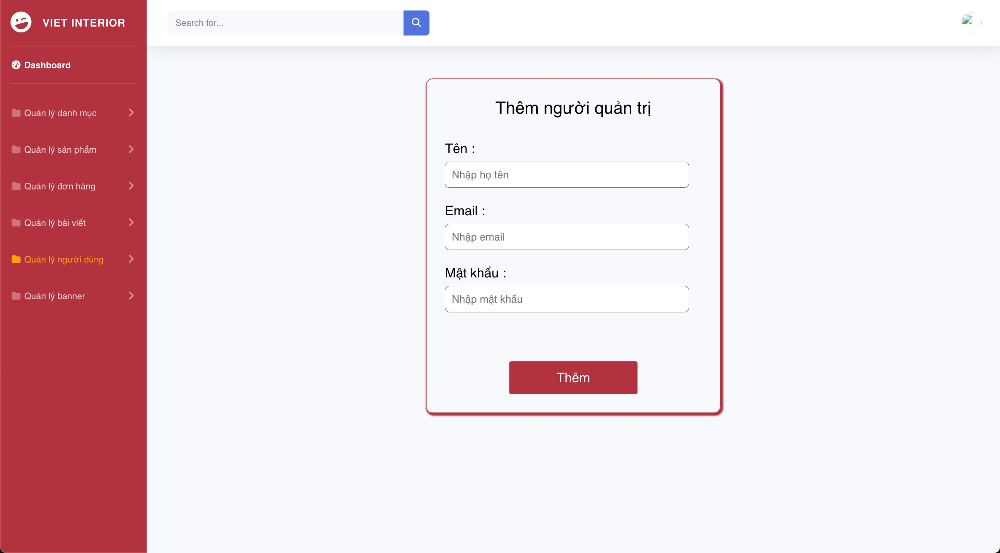 VIET INTERIOR
Search for...
Dashboard
Quản lý danh mục
Quản lý sản phẩm
Quản lý đơn hàng
Quản lý bài viết
Quản lý người dùng
Quản lý banner
Thêm người quản trị
Tên :
Nhập họ tên
Email :
Nhập email
Mật khẩu :
Nhập mật khẩu
Thêm